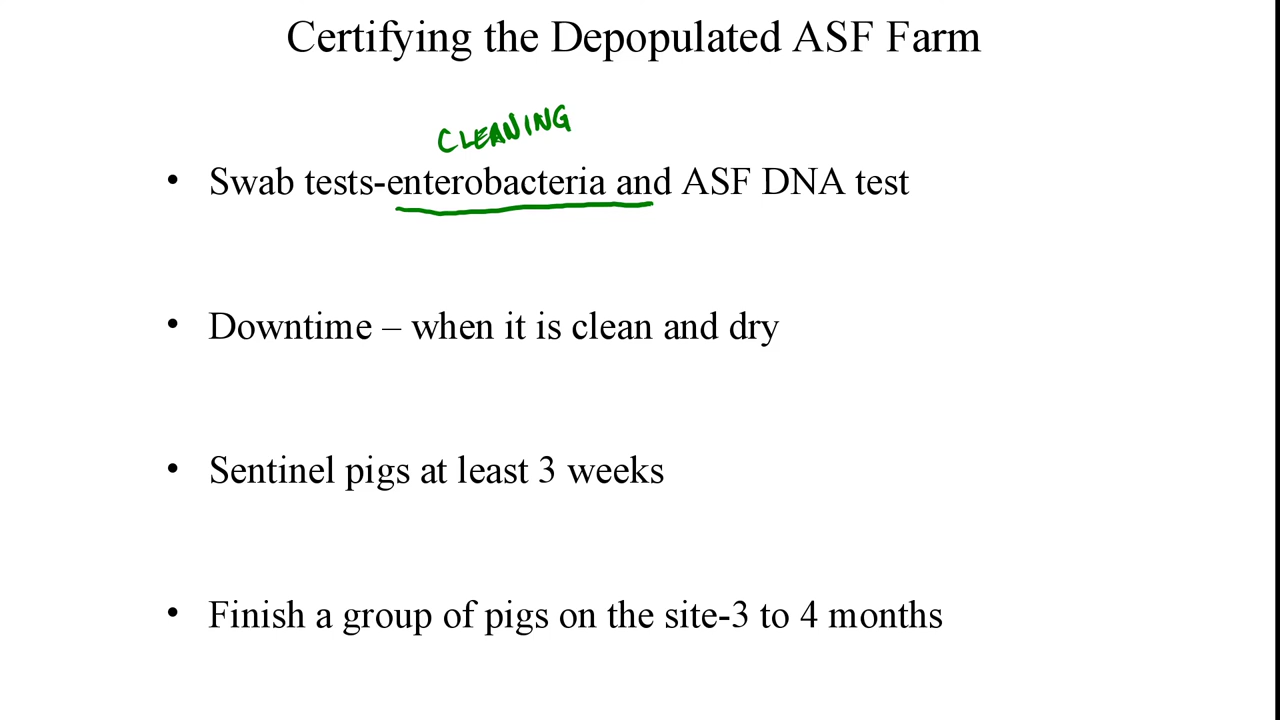 Certifying the Depopulated ASF Farm
CLEANING
• Swab tests-enterobacteria and ASF DNA test
• Downtime – when it is clean and dry
• Sentinel pigs at least 3 weeks
• Finish a group of pigs on the site-3 to 4 months